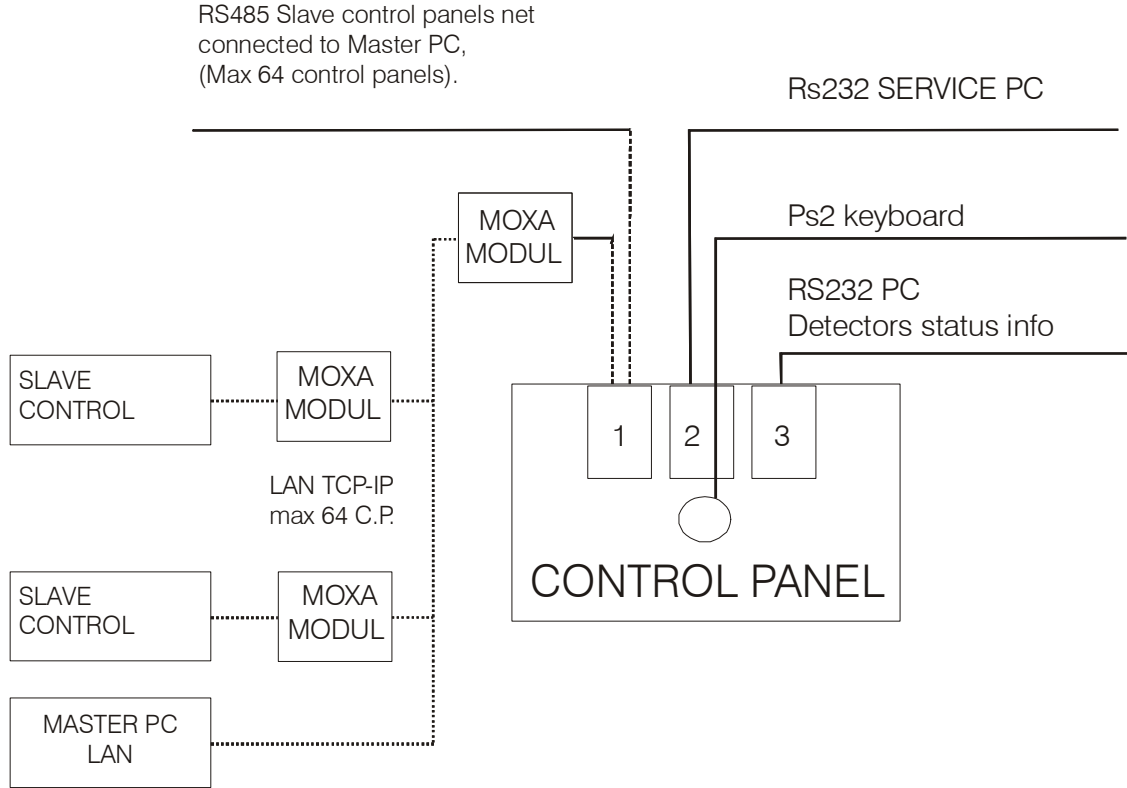 RS485 Slave control panels net
connected to Master PC,
(Max 64 control panels).
Rs232 SERVICE PC
MOXA
MODUL
Ps2 keyboard
RS232 PC
Detectors status info
SLAVE
CONTROL
MOXA
MODUL
1
2
3
LAN TCP-IP
max 64 C.P.
CONTROL PANEL
SLAVE
CONTROL
MOXA
MODUL
MASTER PC
LAN